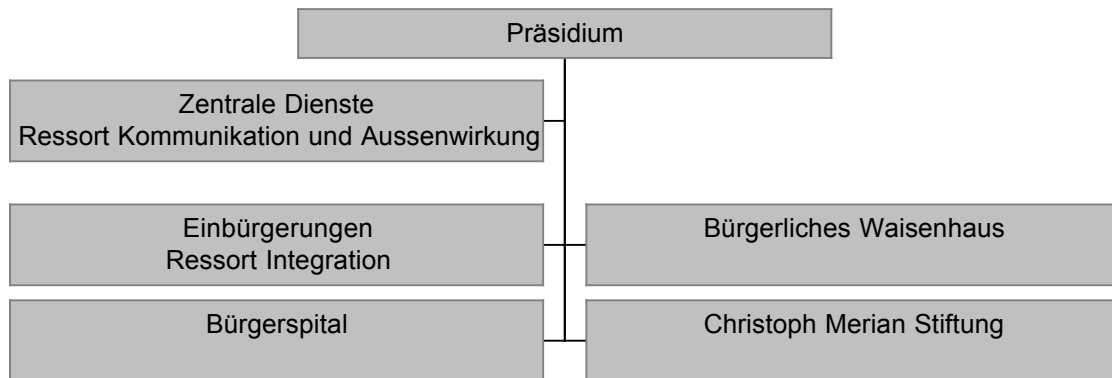 Präsidium
Zentrale Dienste
Ressort Kommunikation und Aussenwirkung
Einbürgerungen
Ressort Integration
Bürgerliches Waisenhaus
Bürgerspital
Christoph Merian Stiftung